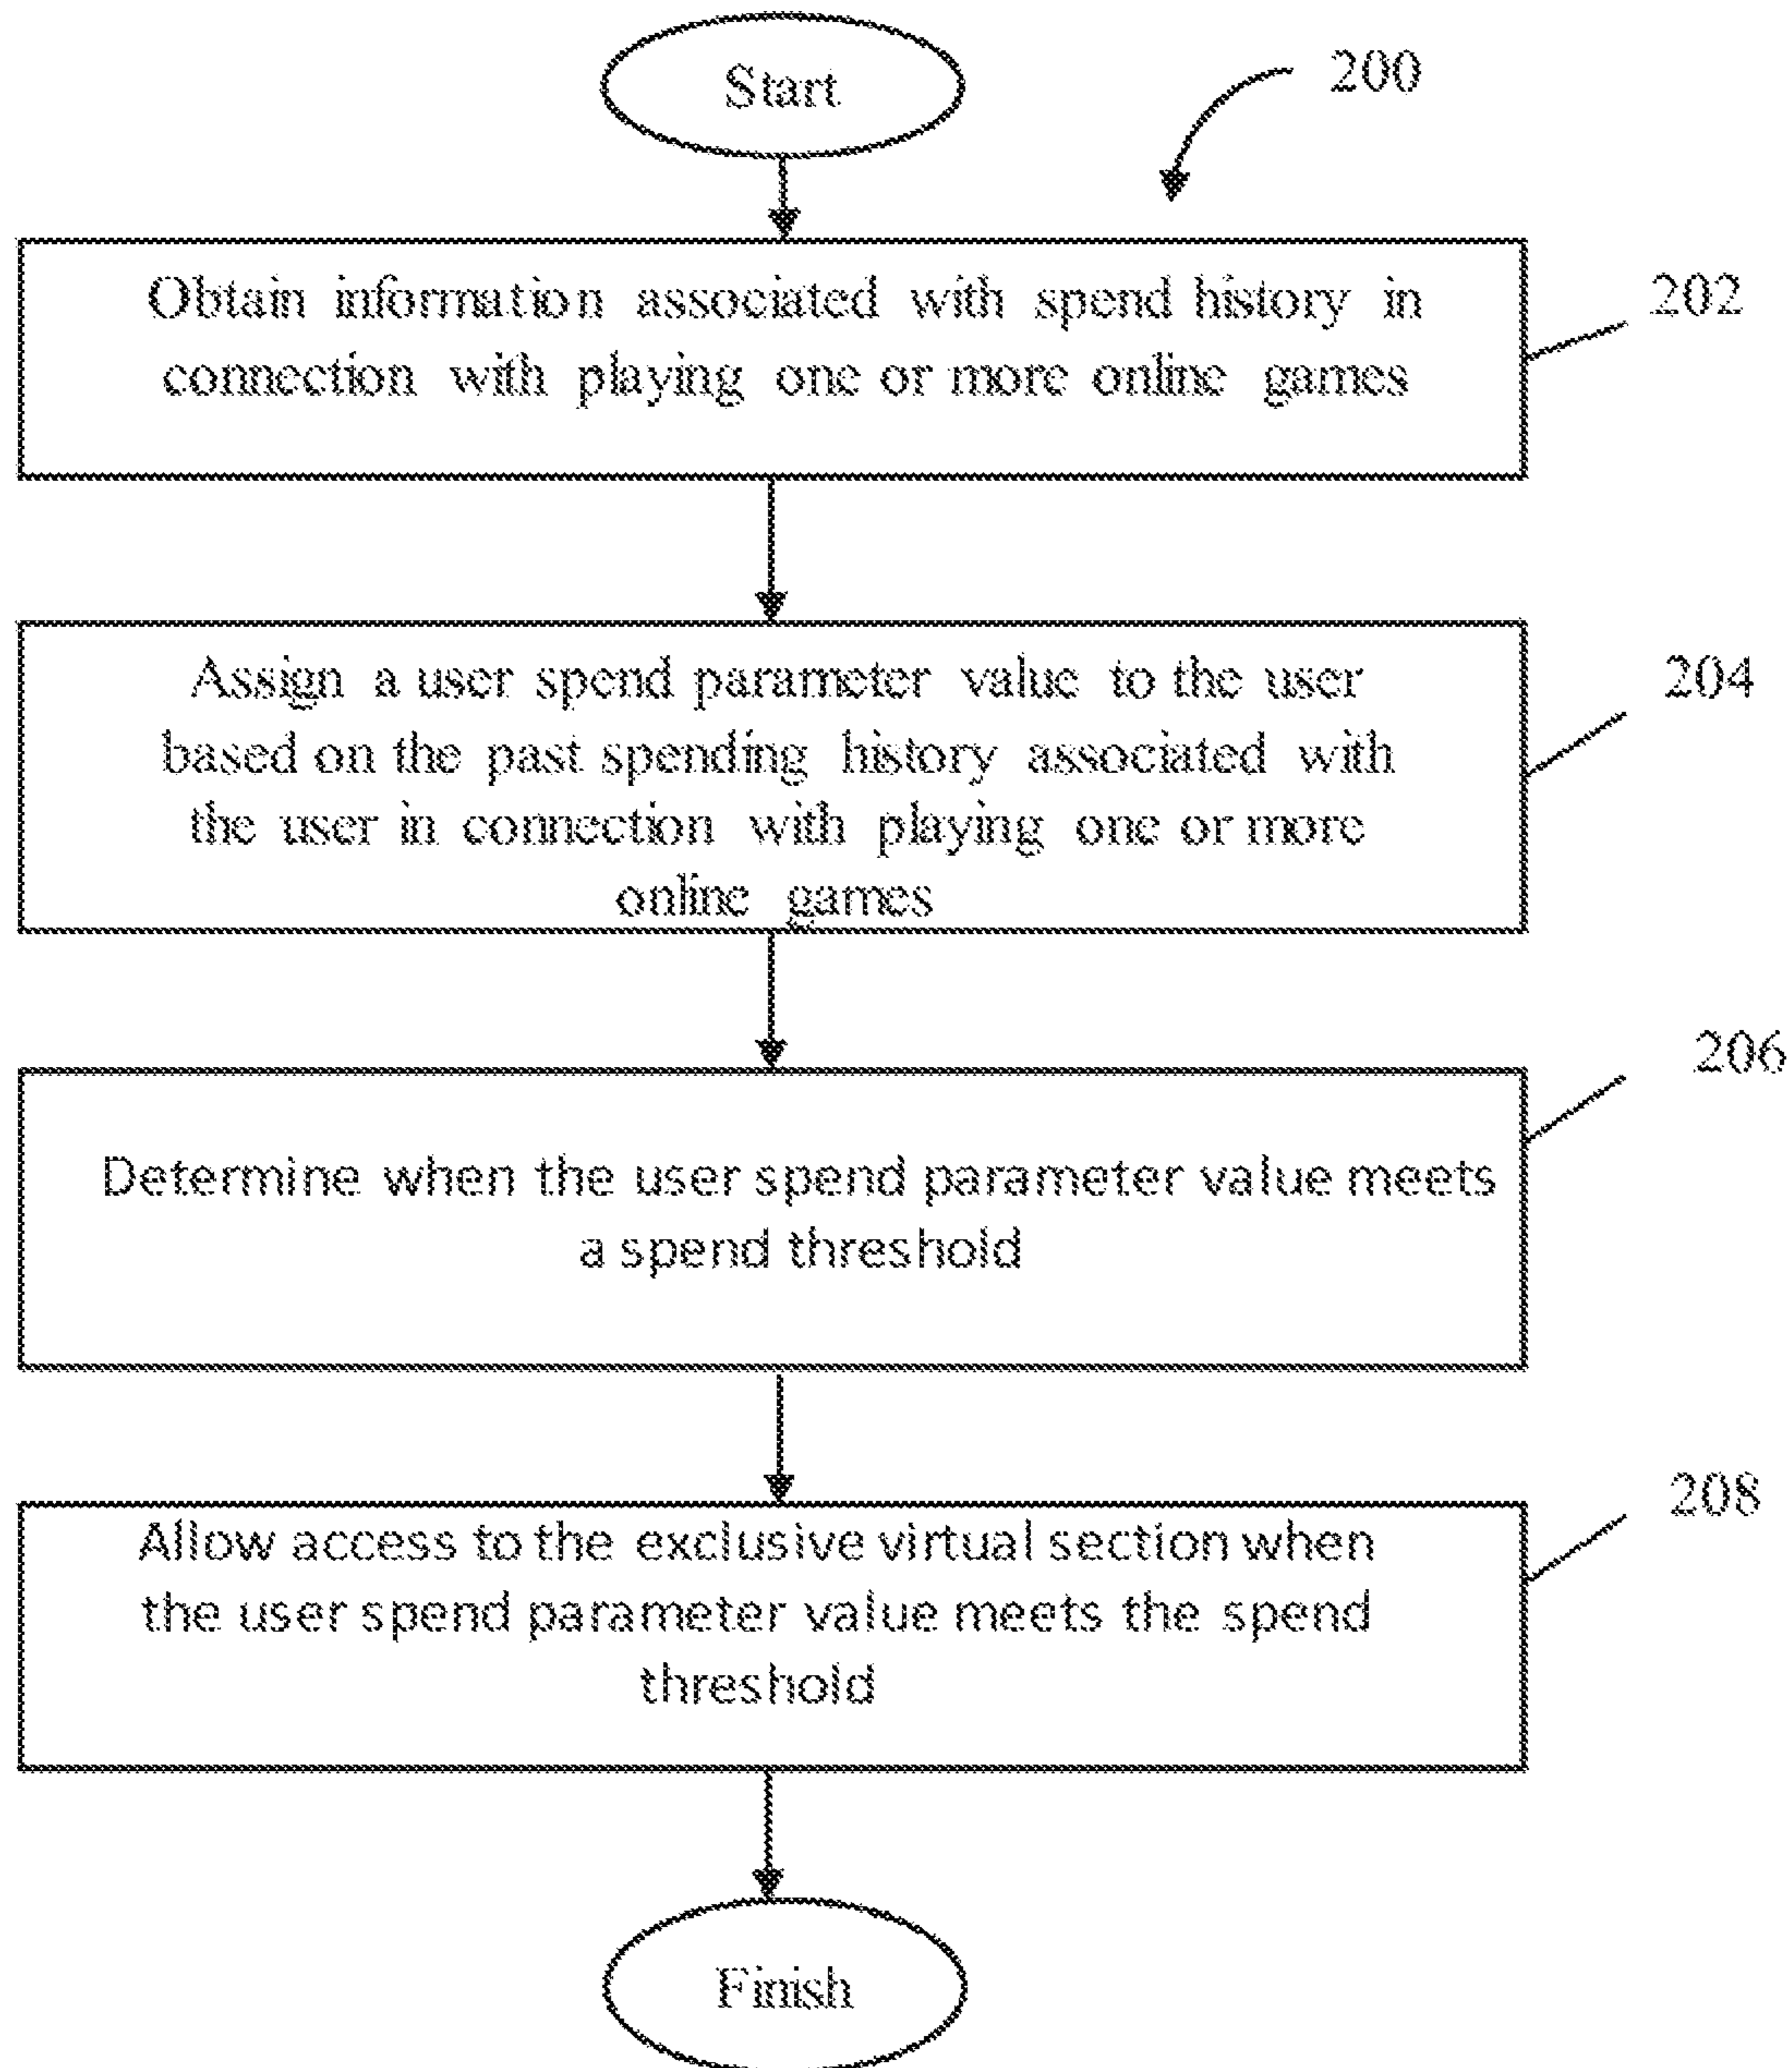 Start
200
Obtain information associated with spend history in
connection with playing one or more online games
202
Assign a user spend parameter value to the user
based on the past spending history associated with
the user in connection with playing one or more
online games
204
Determine when the user spend parameter value meets
a spend threshold
206
Allow access to the exclusive virtual section when
the user spend parameter value meets the spend
threshold
208
Finish